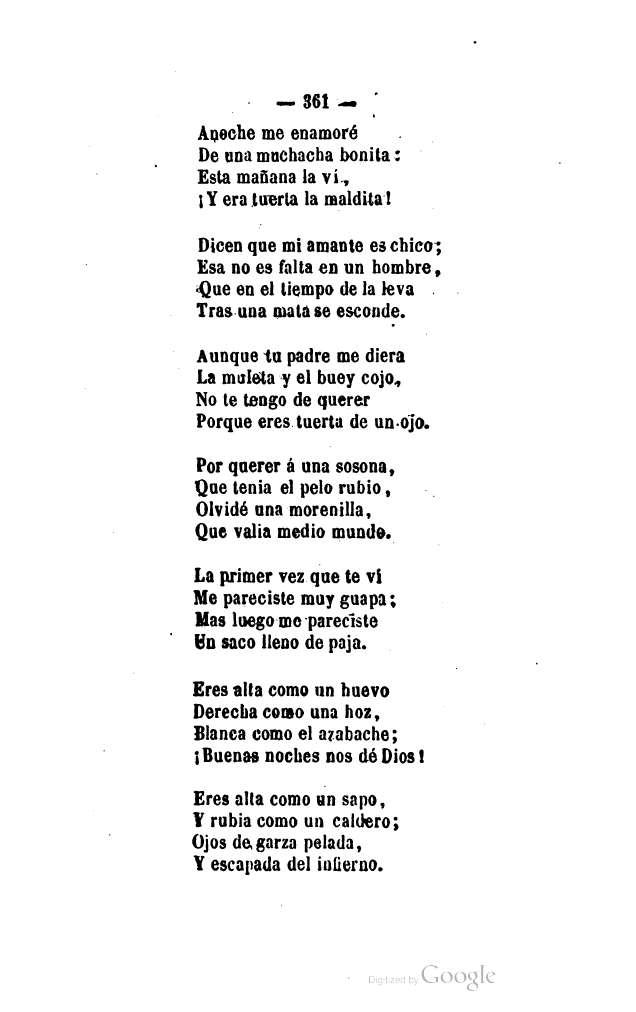 — 361 —
Anoche me enamoré
De una muchacha bonita:
Esta mañana la ví,
¡Y era tuerta la maldita!
Dicen que mi amante es chico;
Esa no es falta en un hombre,
Que en el tiempo de la leva
Tras una mata se esconde.
Aunque tu padre me diera
La muleta y el buey cojo,
No te tengo de querer
Porque eres tuerta de un ojo.
Por querer á una sosona,
Que tenia el pelo rubio,
Olvidé una morenilla,
Que valia medio mundo.
La primer vez que te ví
Me pareciste muy guapa;
Mas luego me pareciste
Un saco lleno de paja.
Eres alta como un huevo
Derecha como una hoz,
Blanca como el azabache;
¡Buenas noches nos dé Dios!
Eres alta como un sapo,
Y rubia como un caldero;
Ojos de garza pelada,
Y escapada del infierno.
Digitized by Google